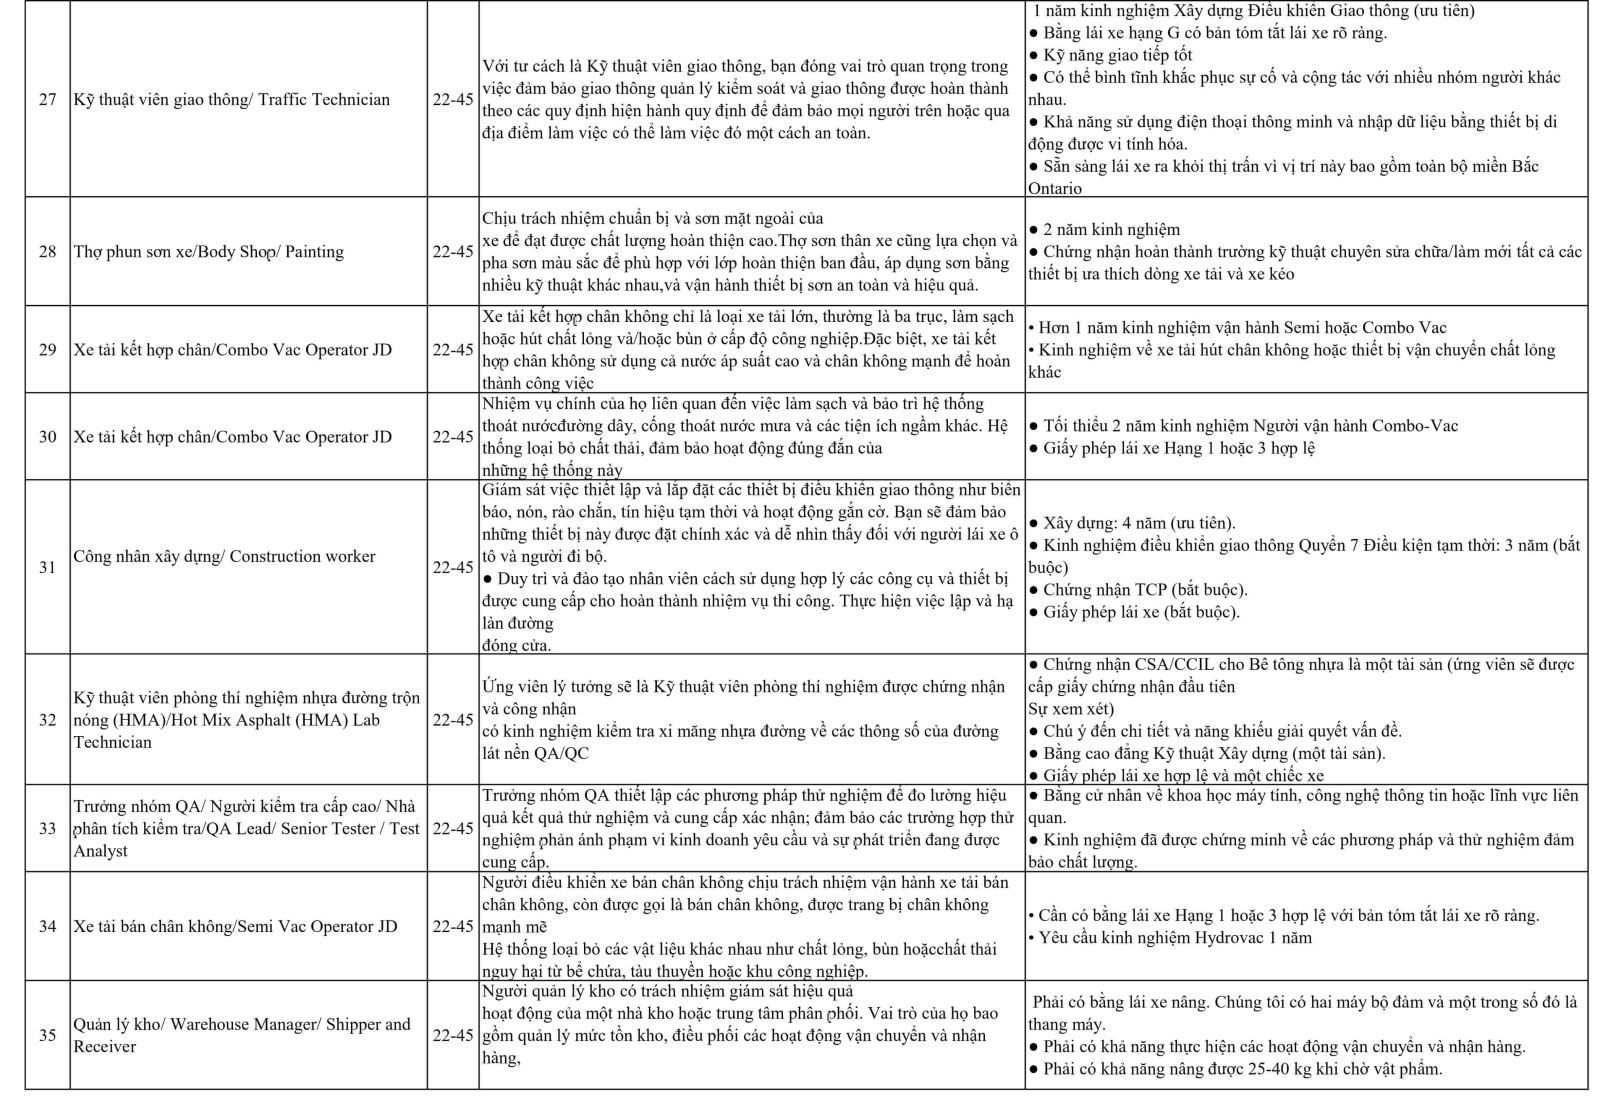 27
Kỹ thuật viên giao thông/ Traffic Technician
22-45
Với tư cách là Kỹ thuật viên giao thông, bạn đóng vai trò quan trọng trong
việc đảm bảo giao thông quản lý kiểm soát và giao thông được hoàn thành
theo các quy định hiện hành quy định để đảm bảo mọi người trên hoặc qua
địa điểm làm việc có thể làm việc đó một cách an toàn.
1 năm kinh nghiệm Xây dựng Điều khiển Giao thông (ưu tiên)
● Bằng lái xe hạng G có bản tóm tắt lái xe rõ ràng.
● Kỹ năng giao tiếp tốt
● Có thể bình tĩnh khắc phục sự cố và cộng tác với nhiều nhóm người khác
nhau.
● Khả năng sử dụng điện thoại thông minh và nhập dữ liệu bằng thiết bị di
động được vi tính hóa.
● Sẵn sàng lái xe ra khỏi thị trấn vì vị trí này bao gồm toàn bộ miền Bắc
Ontario
28
Thợ phun sơn xe/Body Shop/ Painting
22-45
Chịu trách nhiệm chuẩn bị và sơn mặt ngoài của
xe để đạt được chất lượng hoàn thiện cao.Thợ sơn thân xe cũng lựa chọn và
pha sơn màu sắc để phù hợp với lớp hoàn thiện ban đầu, áp dụng sơn bằng
nhiều kỹ thuật khác nhau,và vận hành thiết bị sơn an toàn và hiệu quả.
● 2 năm kinh nghiệm
● Chứng nhận hoàn thành trường kỹ thuật chuyên sửa chữa/làm mới tất cả các
thiết bị ưa thích dòng xe tải và xe kéo
29
Xe tải kết hợp chân/Combo Vac Operator JD
22-45
Xe tải kết hợp chân không chỉ là loại xe tải lớn, thường là ba trục, làm sạch
hoặc hút chất lỏng và/hoặc bùn ở cấp độ công nghiệp.Đặc biệt, xe tải kết
hợp chân không sử dụng cả nước áp suất cao và chân không mạnh để hoàn
thành công việc
• Hơn 1 năm kinh nghiệm vận hành Semi hoặc Combo Vac
• Kinh nghiệm về xe tải hút chân không hoặc thiết bị vận chuyển chất lỏng
khác
30
Xe tải kết hợp chân/Combo Vac Operator JD
22-45
Nhiệm vụ chính của họ liên quan đến việc làm sạch và bảo trì hệ thống
thoát nướcđường dây, cống thoát nước mưa và các tiện ích ngầm khác. Hệ
thống loại bỏ chất thải, đảm bảo hoạt động đúng đắn của
những hệ thống này
● Tối thiểu 2 năm kinh nghiệm Người vận hành Combo-Vac
● Giấy phép lái xe Hạng 1 hoặc 3 hợp lệ
31
Công nhân xây dựng/ Construction worker
22-45
Giám sát việc thiết lập và lắp đặt các thiết bị điều khiển giao thông như biển
báo, nón, rào chắn, tín hiệu tạm thời và hoạt động gắn cờ. Bạn sẽ đảm bảo
những thiết bị này được đặt chính xác và dễ nhìn thấy đối với người lái xe ô
tô và người đi bộ.
● Duy trì và đào tạo nhân viên cách sử dụng hợp lý các công cụ và thiết bị
được cung cấp cho hoàn thành nhiệm vụ thi công. Thực hiện việc lập và hạ
làn đường
đóng cửa.
● Xây dựng: 4 năm (ưu tiên).
● Kinh nghiệm điều khiển giao thông Quyển 7 Điều kiện tạm thời: 3 năm (bắt
buộc)
● Chứng nhận TCP (bắt buộc).
● Giấy phép lái xe (bắt buộc).
32
Kỹ thuật viên phòng thí nghiệm nhựa đường trộn
nóng (HMA)/Hot Mix Asphalt (HMA) Lab
Technician
22-45
Ứng viên lý tưởng sẽ là Kỹ thuật viên phòng thí nghiệm được chứng nhận
và công nhận
có kinh nghiệm kiểm tra xi măng nhựa đường về các thông số của đường
lát nền QA/QC
● Chứng nhận CSA/CCIL cho Bê tông nhựa là một tài sản (ứng viên sẽ được
cấp giấy chứng nhận đầu tiên
Sự xem xét)
● Chú ý đến chi tiết và năng khiếu giải quyết vấn đề.
● Bằng cao đẳng Kỹ thuật Xây dựng (một tài sản).
● Giấy phép lái xe hợp lệ và một chiếc xe
33
Trưởng nhóm QA/ Người kiểm tra cấp cao/ Nhà
phân tích kiểm tra/QA Lead/ Senior Tester / Test
Analyst
22-45
Trưởng nhóm QA thiết lập các phương pháp thử nghiệm để đo lường hiệu
quả kết quả thử nghiệm và cung cấp xác nhận; đảm bảo các trường hợp thử
nghiệm phản ánh phạm vi kinh doanh yêu cầu và sự phát triển đang được
cung cấp.
● Bằng cử nhân về khoa học máy tính, công nghệ thông tin hoặc lĩnh vực liên
quan.
● Kinh nghiệm đã được chứng minh về các phương pháp và thử nghiệm đảm
bảo chất lượng.
34
Xe tải bán chân không/Semi Vac Operator JD
22-45
Người điều khiển xe bán chân không chịu trách nhiệm vận hành xe tải bán
chân không, còn được gọi là bán chân không, được trang bị chân không
mạnh mẽ
Hệ thống loại bỏ các vật liệu khác nhau như chất lỏng, bùn hoặcchất thải
nguy hại từ bể chứa, tàu thuyền hoặc khu công nghiệp.
• Cần có bằng lái xe Hạng 1 hoặc 3 hợp lệ với bản tóm tắt lái xe rõ ràng.
• Yêu cầu kinh nghiệm Hydrovac 1 năm
35
Quản lý kho/ Warehouse Manager/ Shipper and
Receiver
22-45
Người quản lý kho có trách nhiệm giám sát hiệu quả
hoạt động của một nhà kho hoặc trung tâm phân phối. Vai trò của họ bao
gồm quản lý mức tồn kho, điều phối các hoạt động vận chuyển và nhận
hàng,
Phải có bằng lái xe nâng. Chúng tôi có hai máy bộ đàm và một trong số đó là
thang máy.
● Phải có khả năng thực hiện các hoạt động vận chuyển và nhận hàng.
● Phải có khả năng nâng được 25-40 kg khi chờ vật phẩm.